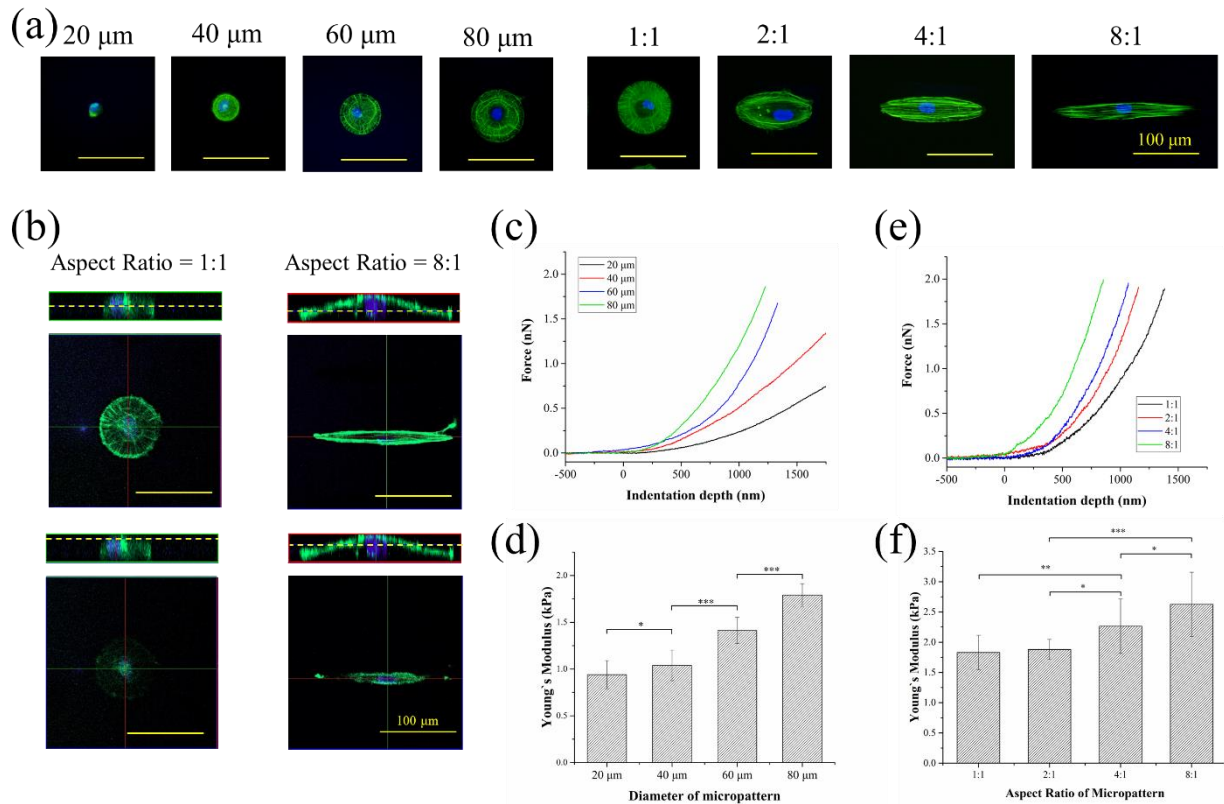 (a)
20 μm 40 μm 60 μm 80 μm 1:1 2:1 4:1 8:1
100 μm
(b)
Aspect Ratio = 1:1 Aspect Ratio = 8:1
100 μm
(c)
2.0
1.5
1.0
0.5
0.0
Force (nN)
20 μm
40 μm
60 μm
80 μm
-500 0 500 1000 1500
Indentation depth (nm)
(e)
2.0
1.5
1.0
0.5
0.0
Force (nN)
1:1
2:1
4:1
8:1
-500 0 500 1000 1500
Indentation depth (nm)
(d)
2.0
1.5
1.0
0.5
0.0
Young`s Modulus (kPa)
*
***
***
20 μm 40 μm 60 μm 80 μm
Diameter of micropattern
(f)
3.5
3.0
2.5
2.0
1.5
1.0
0.5
0.0
Young`s Modulus (kPa)
***
*
**
*
1:1 2:1 4:1 8:1
Aspect Ratio of Micropattern